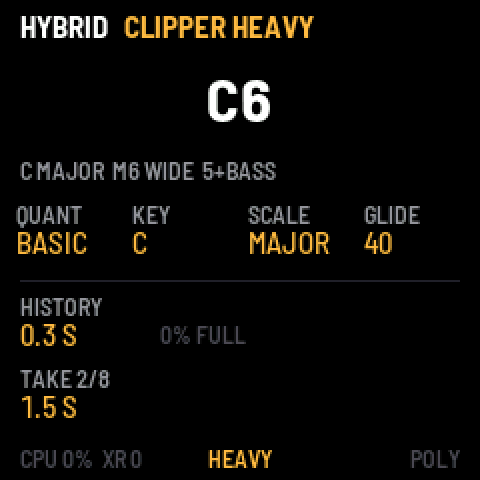 HYBRID CLIPPER HEAVY
C6
C MAJOR M6 WIDE 5+BASS
QUANT KEY SCALE GLIDE
BASIC C MAJOR 40
HISTORY
0.3 S 0% FULL
TAKE 2/8
1.5 S
CPU 0% XR 0 HEAVY POLY